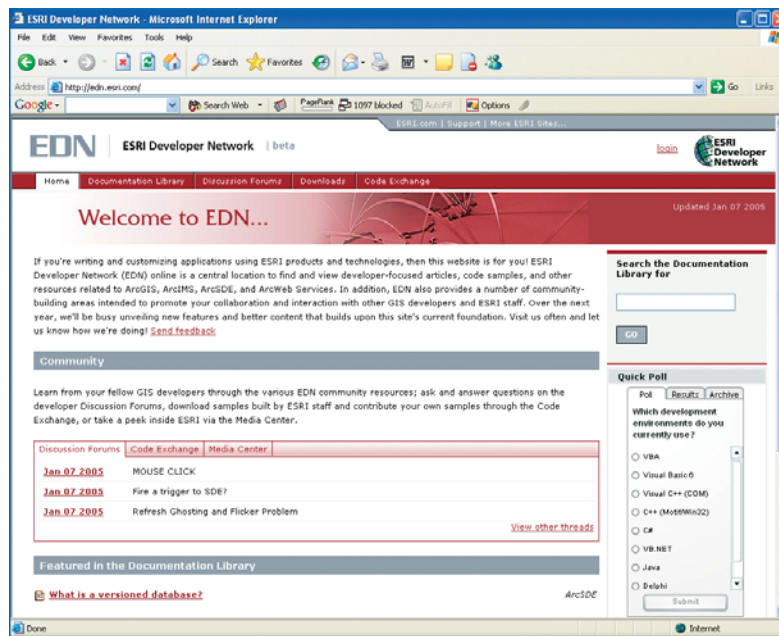 ESRI Developer Network - Microsoft Internet Explorer
File Edit View Favorites Tools Help
Back Search Favorites
Address http://edn.esri.com/ Go Links
Google Search Web PageRank 1097 blocked AutoFill Options
ESRI.com | Support | More ESRI Sites...
EDN ESRI Developer Network | beta login ESRI Developer Network
Home Documentation Library Discussion Forums Downloads Code Exchange
Welcome to EDN... Updated Jan 07 2005
If you're writing and customizing applications using ESRI products and technologies, then this website is for you! ESRI
Developer Network (EDN) online is a central location to find and view developer-focused articles, code samples, and other
resources related to ArcGIS, ArcIMS, ArcSDE, and ArcWeb Services. In addition, EDN also provides a number of community-
building areas intended to promote your collaboration and interaction with other GIS developers and ESRI staff. Over the next
year, we'll be busy unveiling new features and better content that builds upon this site's current foundation. Visit us often and let
us know how we're doing! Send feedback
Community
Learn from your fellow GIS developers through the various EDN community resources; ask and answer questions on the
developer Discussion Forums, download samples built by ESRI staff and contribute your own samples through the Code
Exchange, or take a peek inside ESRI via the Media Center.
Discussion Forums Code Exchange Media Center
Jan 07 2005 MOUSE CLICK
Jan 07 2005 Fire a trigger to SDE?
Jan 07 2005 Refresh Ghosting and Flicker Problem
View other threads
Featured in the Documentation Library
What is a versioned database? ArcSDE
Search the Documentation
Library for
GO
Quick Poll
Poll Results Archive
Which development
environments do you
currently use?
VBA
Visual Basic 6
Visual C++ (COM)
C++ (Motif/Win32)
C#
VB.NET
Java
Delphi
Submit
Done Internet